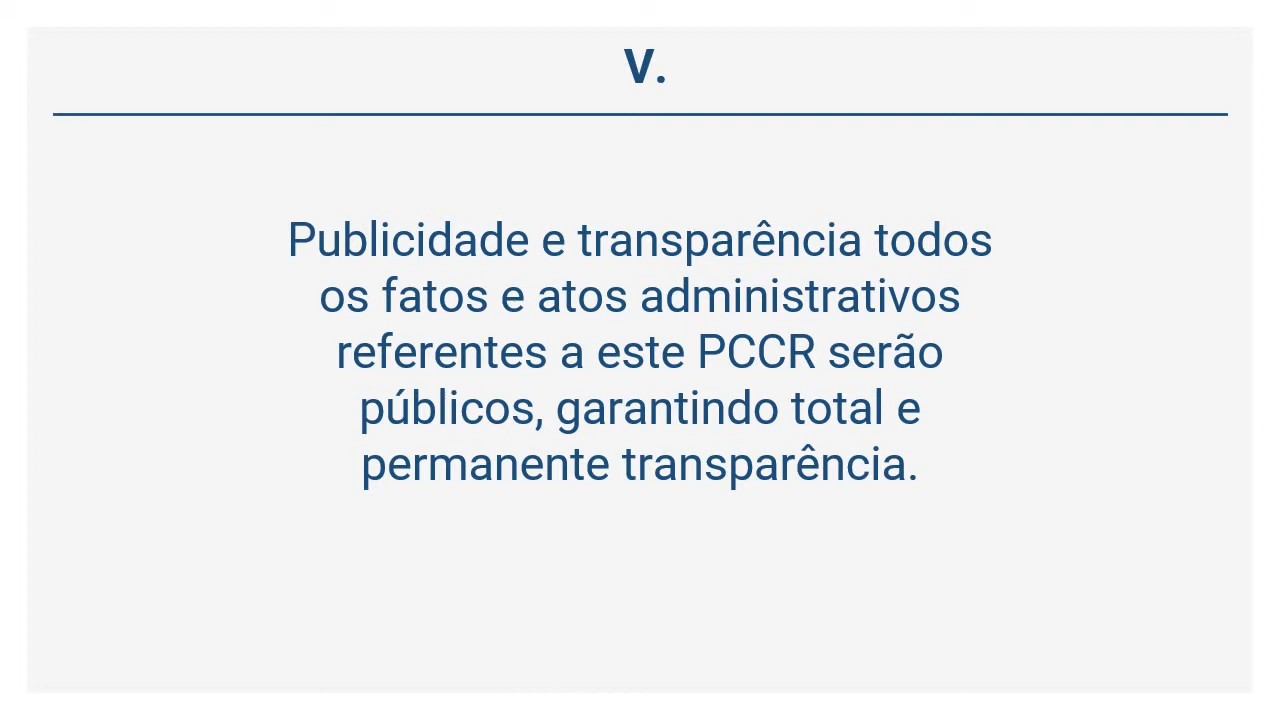 V.
Publicidade e transparência todos
os fatos e atos administrativos
referentes a este PCCR serão
públicos, garantindo total e
permanente transparência.